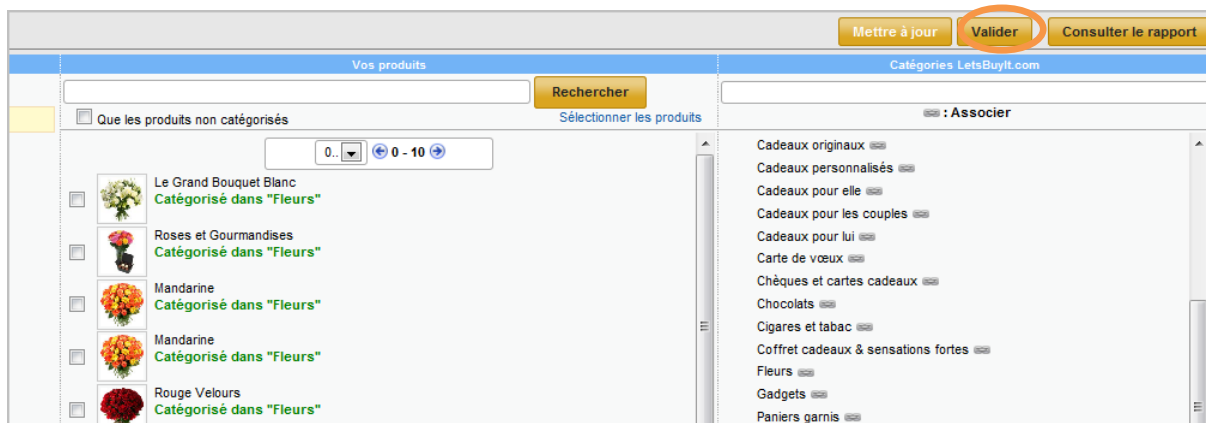 Mettre à jour Valider Consulter le rapport
Vos produits
Catégories LetsBuyIt.com
Rechercher
Que les produits non catégorisés
Sélectionner les produits
: Associer
0.. 0 - 10
Le Grand Bouquet Blanc
Catégorisé dans "Fleurs"
Roses et Gourmandises
Catégorisé dans "Fleurs"
Mandarine
Catégorisé dans "Fleurs"
Mandarine
Catégorisé dans "Fleurs"
Rouge Velours
Catégorisé dans "Fleurs"
Cadeaux originaux
Cadeaux personnalisés
Cadeaux pour elle
Cadeaux pour les couples
Cadeaux pour lui
Carte de vœux
Chèques et cartes cadeaux
Chocolats
Cigares et tabac
Coffret cadeaux & sensations fortes
Fleurs
Gadgets
Paniers garnis